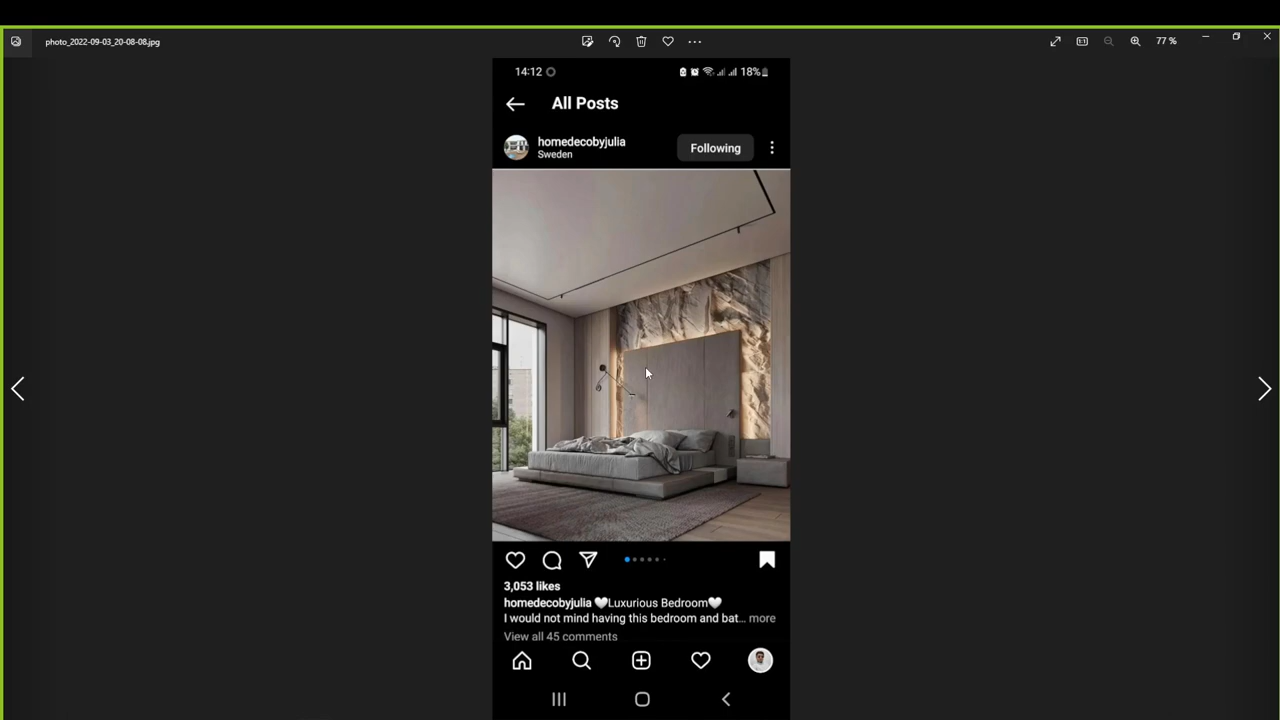 photo_2022-09-03_20-08-08.jpg
77 %
14:12
18%
All Posts
homedecobyjulia
Sweden
Following
3,053 likes
homedecobyjulia 🤍Luxurious Bedroom🤍
I would not mind having this bedroom and bat... more
View all 45 comments